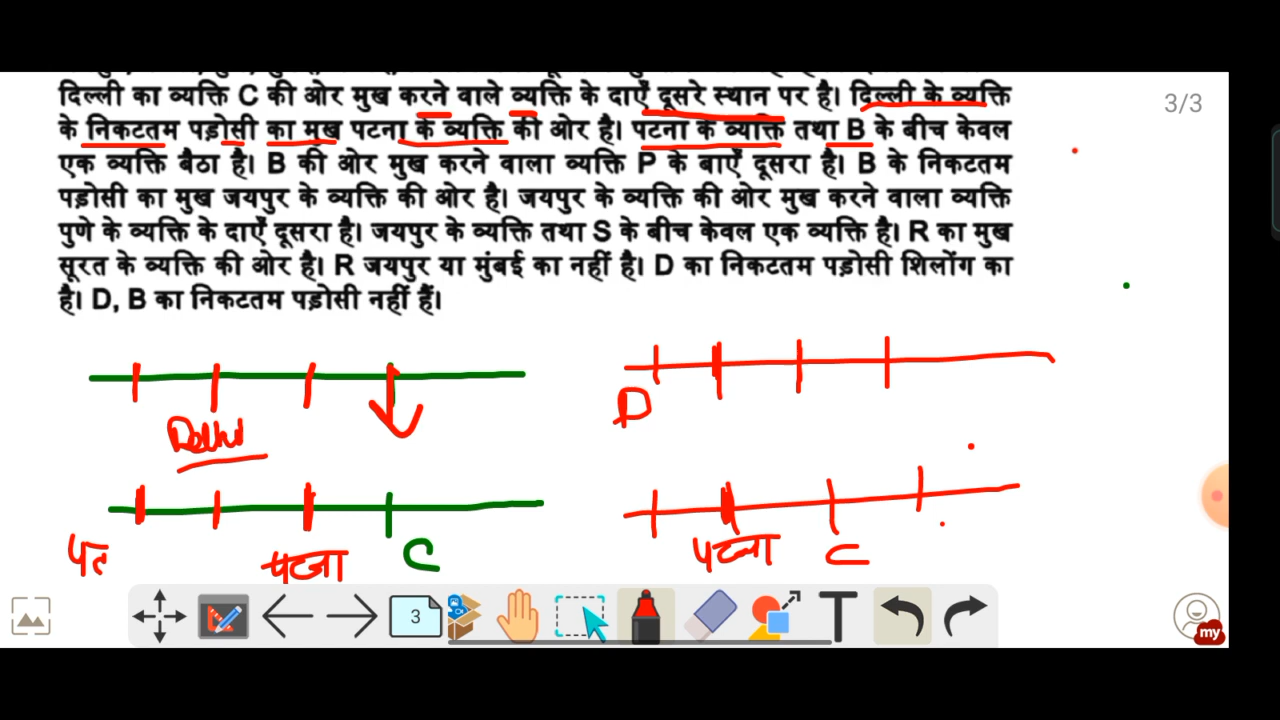 दिल्ली का व्यक्ति C की ओर मुख करने वाले व्यक्ति के दाएँ दूसरे स्थान पर है। दिल्ली के व्यक्ति
3/3
के निकटतम पड़ोसी का मुख पटना के व्यक्ति की ओर है। पटना के व्यक्ति तथा B के बीच केवल
एक व्यक्ति बैठा है। B की ओर मुख करने वाला व्यक्ति P के बाएँ दूसरा है। B के निकटतम
पड़ोसी का मुख जयपुर के व्यक्ति की ओर है। जयपुर के व्यक्ति की ओर मुख करने वाला व्यक्ति
पुणे के व्यक्ति के दाएँ दूसरा है। जयपुर के व्यक्ति तथा S के बीच केवल एक व्यक्ति है। R का मुख
सूरत के व्यक्ति की ओर है। R जयपुर या मुंबई का नहीं है। D का निकटतम पड़ोसी शिलोंग का
है। D, B का निकटतम पड़ोसी नहीं हैं।
D
Delhi
पटना C
पटना C
3 T
my